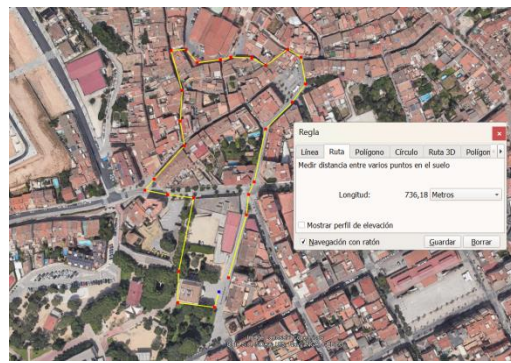 Regla
Línea Ruta Polígono Círculo Ruta 3D Polígon
Medir distancia entre varios puntos en el suelo
Longitud: 736,18 Metros
Mostrar perfil de elevación
Navegación con ratón Guardar Borrar